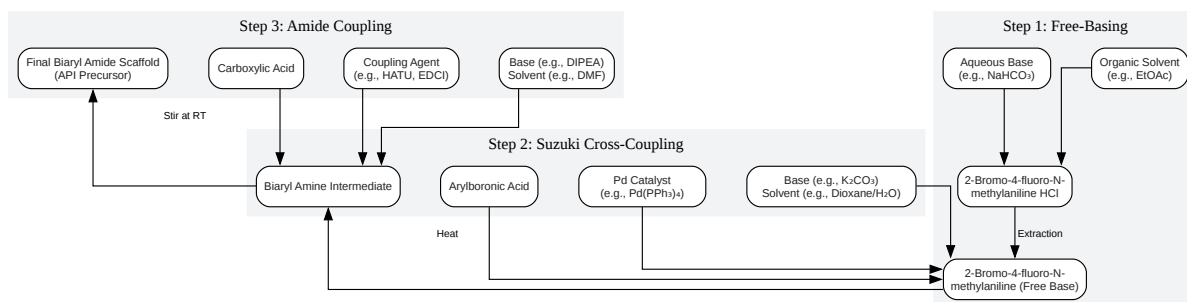 Step 3: Amide Coupling
Step 1: Free-Basing
Final Biaryl Amide Scaffold
(API Precursor)
Carboxylic Acid
Coupling Agent
(e.g., HATU, EDCI)
Base (e.g., DIPEA)
Solvent (e.g., DMF)
Aqueous Base
(e.g., NaHCO₃)
Organic Solvent
(e.g., EtOAc)
Stir at RT
Step 2: Suzuki Cross-Coupling
Biaryl Amine Intermediate
Arylboronic Acid
Pd Catalyst
(e.g., Pd(PPh₃)₄)
Base (e.g., K₂CO₃)
Solvent (e.g., Dioxane/H₂O)
2-Bromo-4-fluoro-N-
methylaniline HCl
Heat
Extraction
2-Bromo-4-fluoro-N-
methylaniline (Free Base)